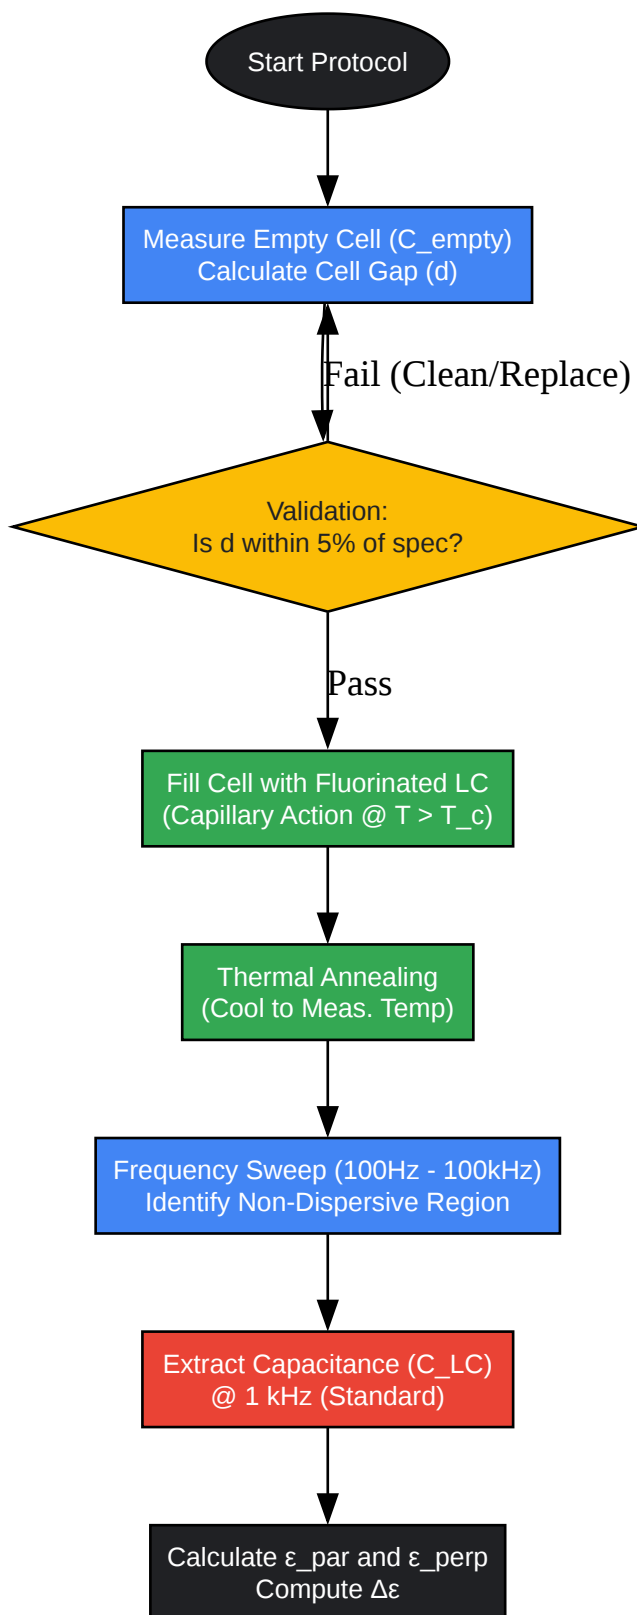 Start Protocol
Measure Empty Cell (C_empty)
Calculate Cell Gap (d)
Fail (Clean/Replace)
Validation:
Is d within 5% of spec?
Pass
Fill Cell with Fluorinated LC
(Capillary Action @ T > T_c)
Thermal Annealing
(Cool to Meas. Temp)
Frequency Sweep (100Hz - 100kHz)
Identify Non-Dispersive Region
Extract Capacitance (C_LC)
@ 1 kHz (Standard)
Calculate ε_par and ε_perp
Compute Δε